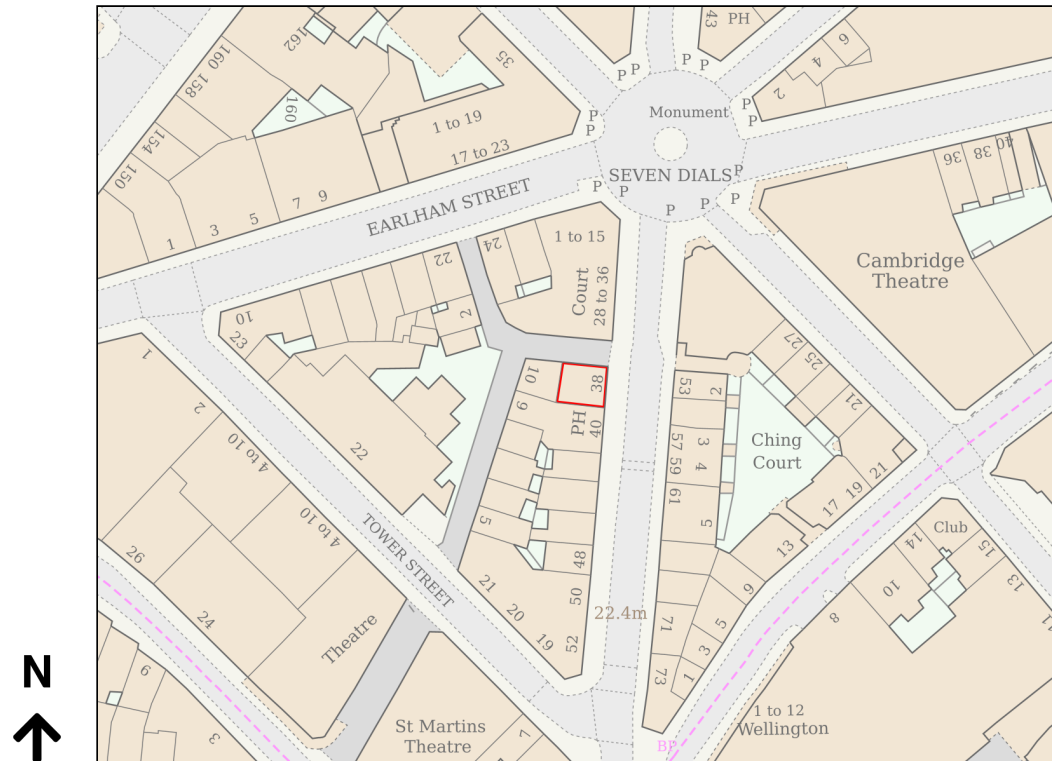 43
PH
162
160
158
35
6
4
2
P P
P P
P
P
P
P
Monument
160
154
150
1 to 19
17 to 23
SEVEN DIALS
P
P P
P
P
P
36
38
40
EARLHAM STREET
1
3
5
7
9
24
22
1 to 15
Court
28 to 36
Cambridge
Theatre
10
23
2
1
27
25
21
10
38
9
PH
40
53
2
2
4 to 10
22
57
59
61
3
4
Ching
Court
5
5
17
19
21
4 to 10
13
TOWER STREET
48
Club
14
15
13
11
10
26
24
21
20
19
50
52
22.4m
9
5
3
1
71
73
8
Theatre
6
3
St Martins
Theatre
7
1 to 12
Wellington
BP
N